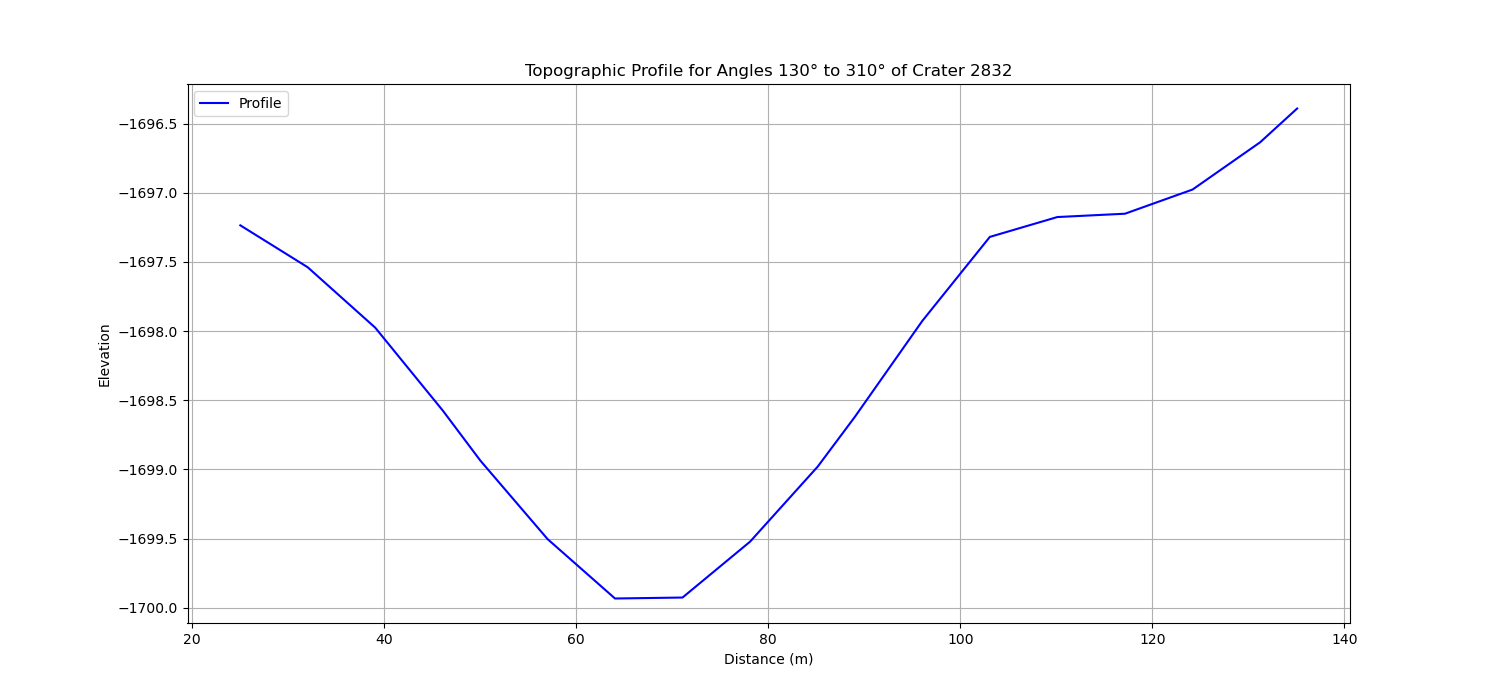 Topographic Profile for Angles 130° to 310° of Crater 2832
Profile
−1696.5
−1697.0
−1697.5
−1698.0
−1698.5
−1699.0
−1699.5
−1700.0
Elevation
20 40 60 80 100 120 140
Distance (m)